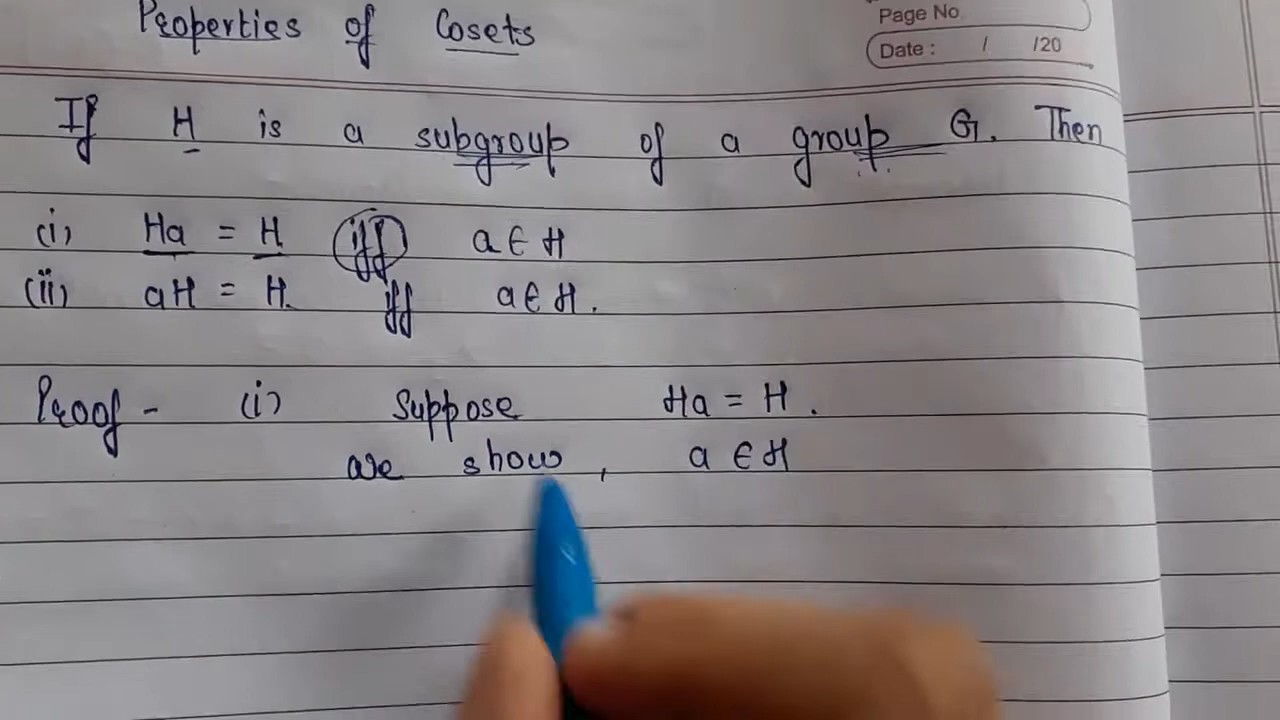 Properties of Cosets
Page No
Date : / /20
If H is a subgroup of a group G. Then
(i) Ha = H iff a ∈ H
(ii) aH = H. iff a ∈ H.
Proof - (i) Suppose Ha = H.
we show, a ∈ H